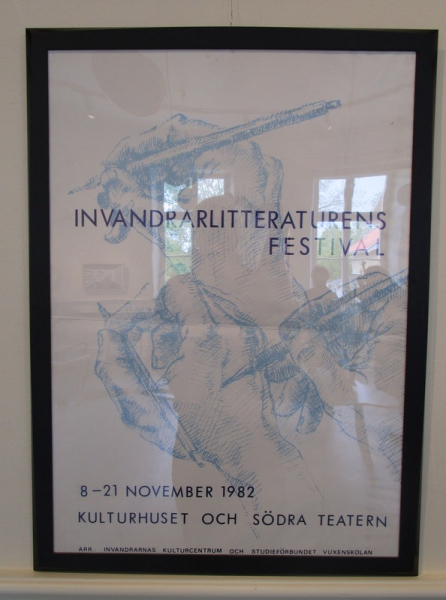 INVANDRARLITTERATURENS
FESTIVAL
8–21 NOVEMBER 1982
KULTURHUSET OCH SÖDRA TEATERN
ARR. INVANDRARNAS KULTURCENTRUM OCH STUDIEFÖRBUNDET VUXENSKOLAN